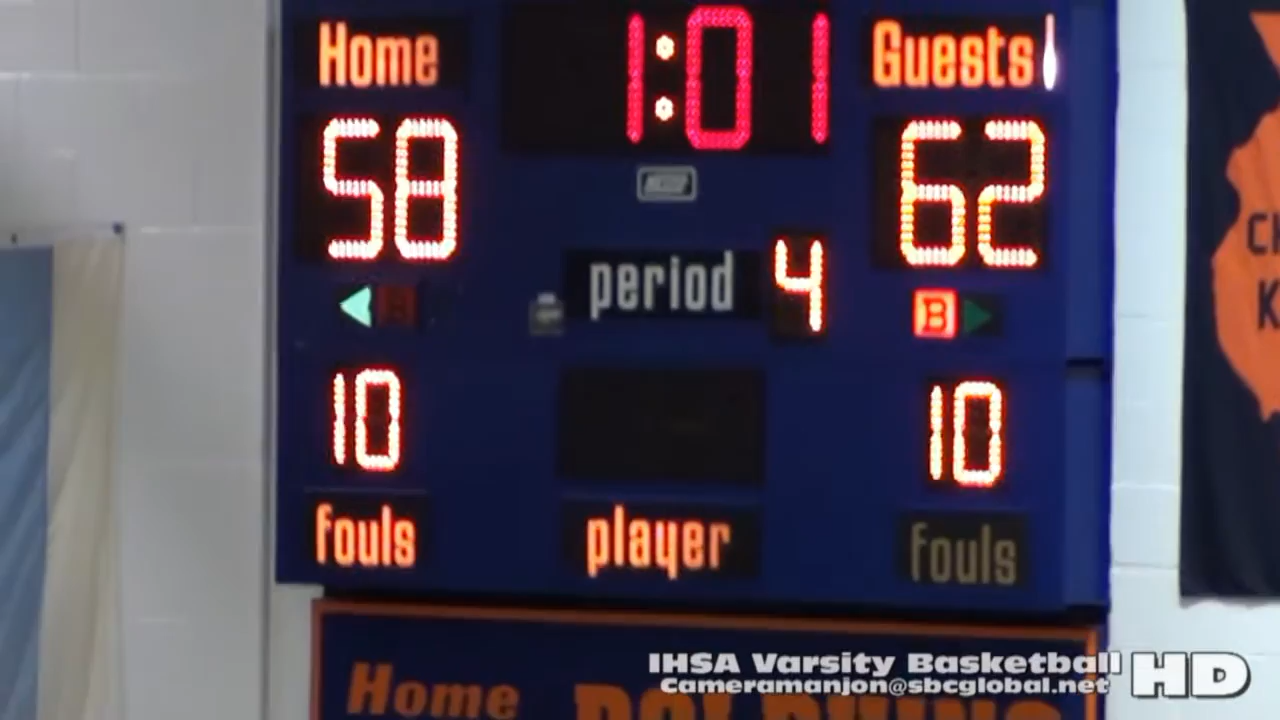 Home 1:01 Guests
58 62
period 4
B B
10 10
fouls player fouls
Home
IHSA Varsity Basketball HD
Cameramanjon@sbcglobal.net